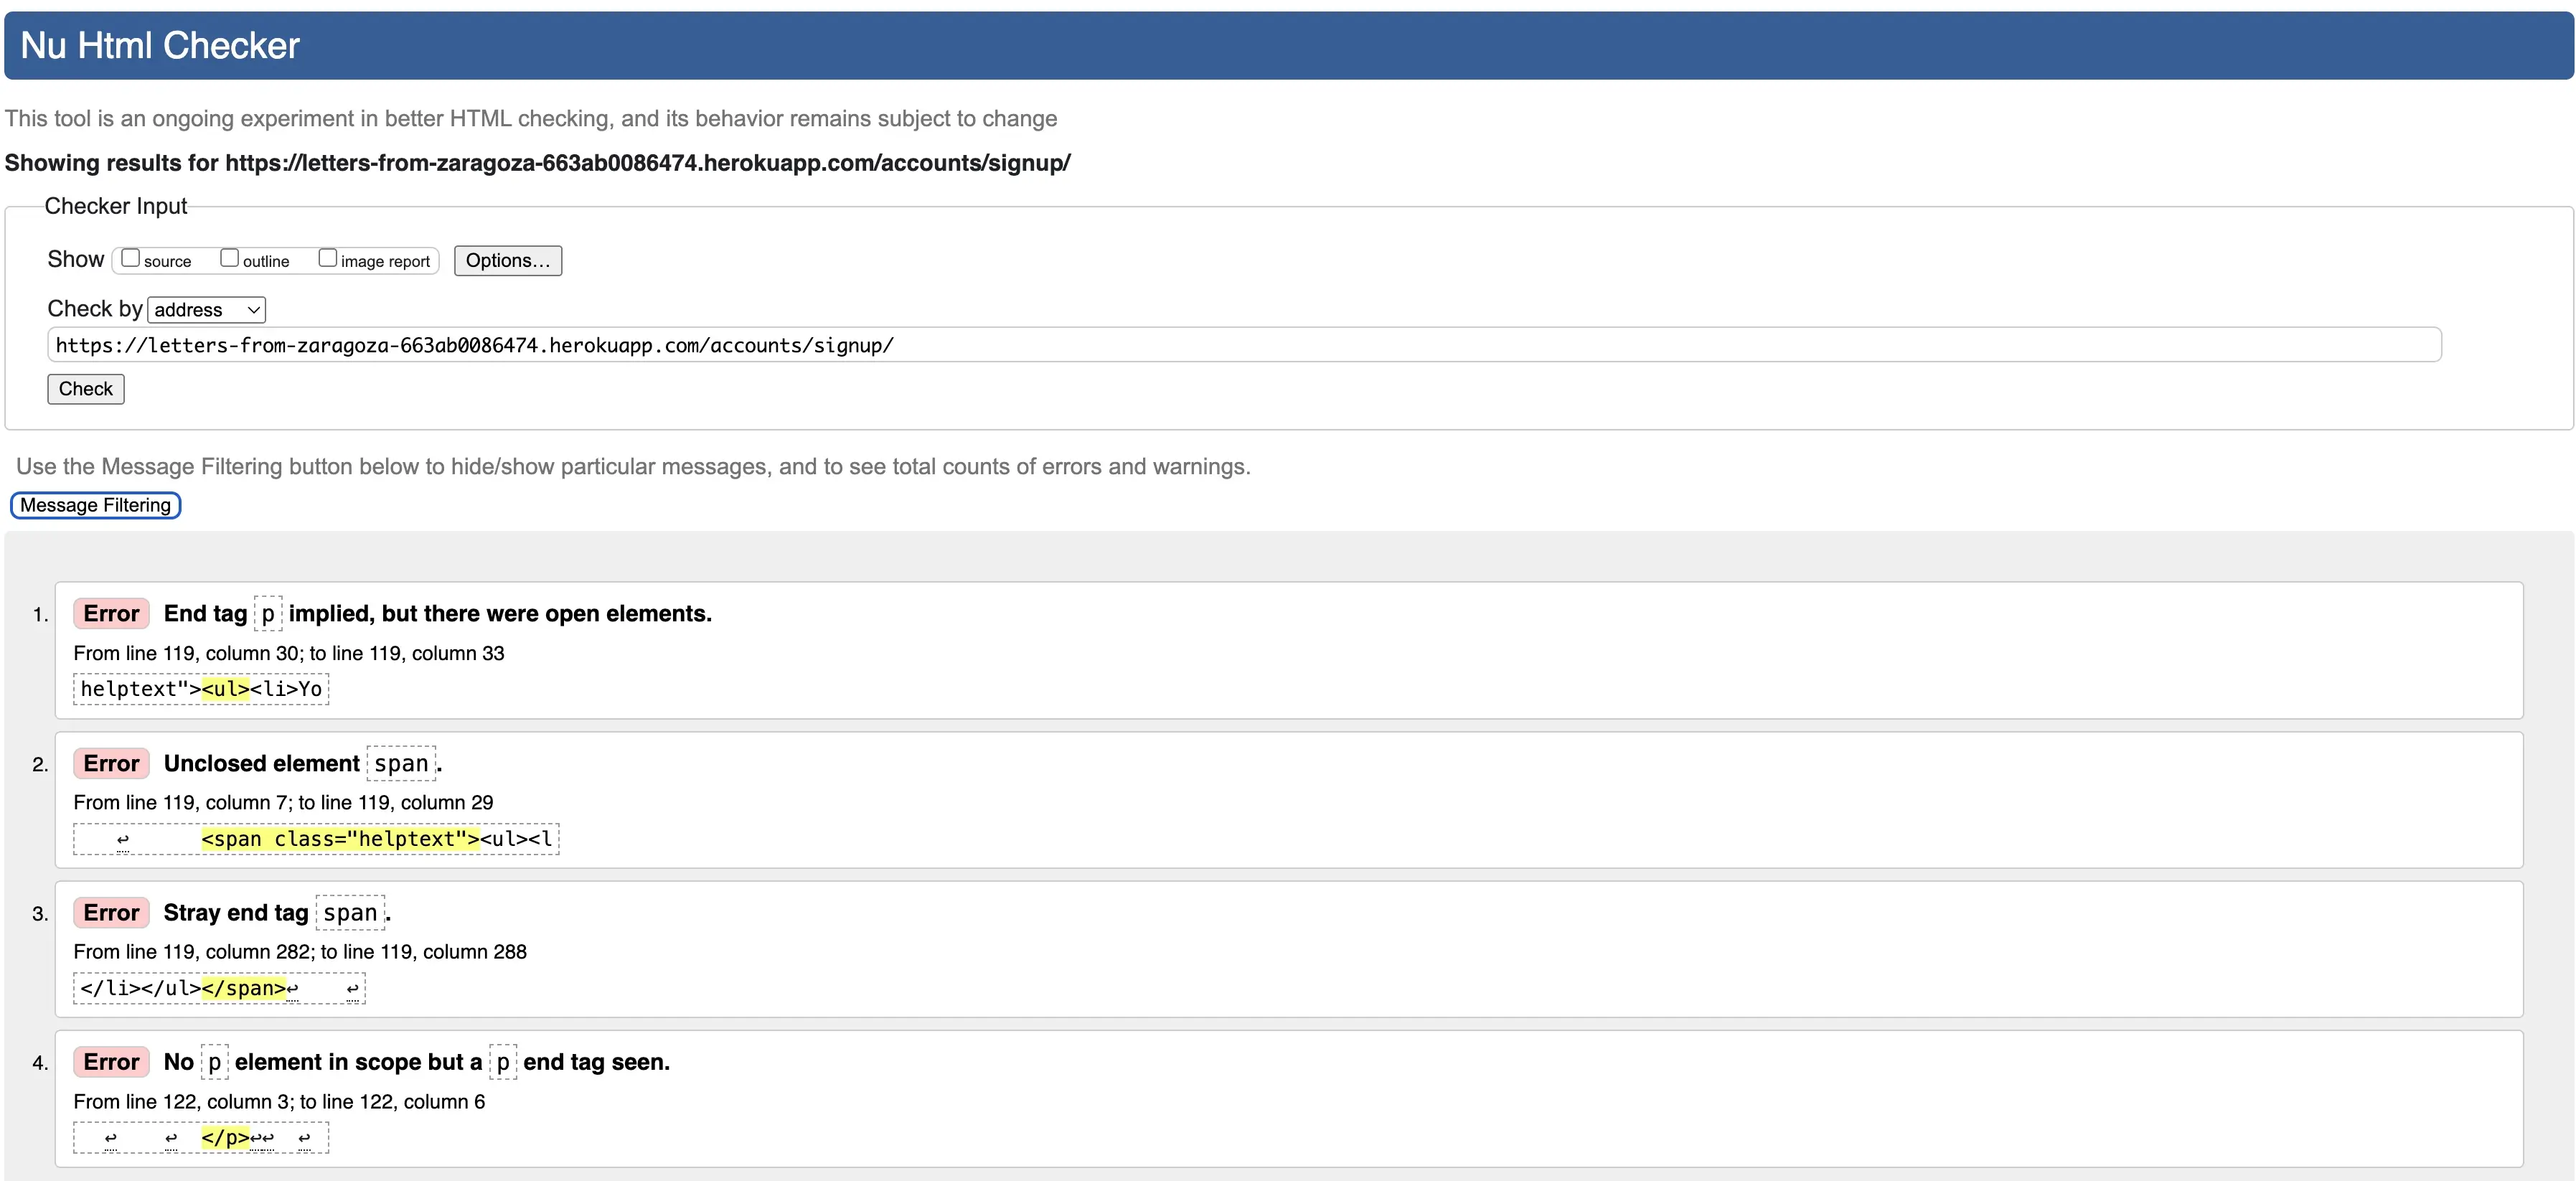 Nu Html Checker
This tool is an ongoing experiment in better HTML checking, and its behavior remains subject to change
Showing results for https://letters-from-zaragoza-663ab0086474.herokuapp.com/accounts/signup/
Checker Input
Show source outline image report Options...
Check by address
https://letters-from-zaragoza-663ab0086474.herokuapp.com/accounts/signup/
Check
Use the Message Filtering button below to hide/show particular messages, and to see total counts of errors and warnings.
Message Filtering
1. Error End tag p implied, but there were open elements.
From line 119, column 30; to line 119, column 33
helptext"><ul><li>Yo
2. Error Unclosed element span.
From line 119, column 7; to line 119, column 29
↩ <span class="helptext"><ul><l
3. Error Stray end tag span.
From line 119, column 282; to line 119, column 288
</li></ul></span>↩ ↩
4. Error No p element in scope but a p end tag seen.
From line 122, column 3; to line 122, column 6
↩ ↩ </p>↩↩ ↩